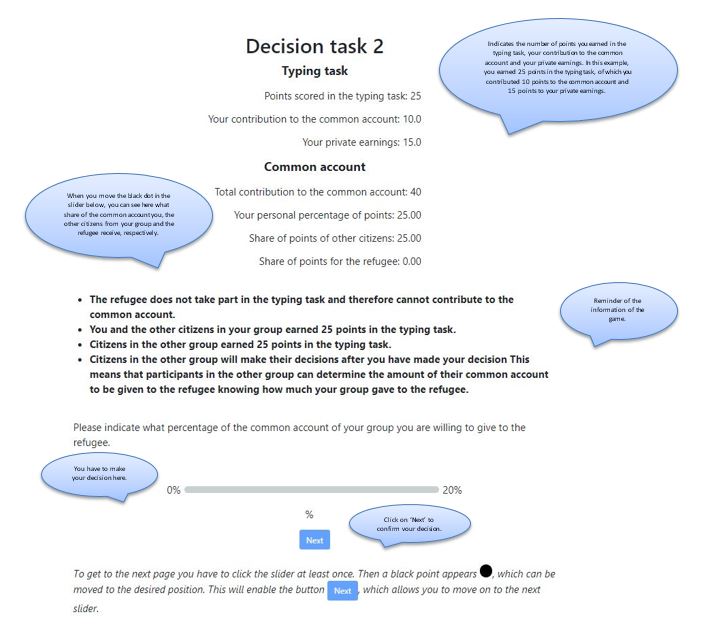 Decision task 2
Typing task
Points scored in the typing task: 25
Your contribution to the common account: 10.0
Your private earnings: 15.0
Indicates the number of points you earned in the
typing task, your contribution to the common
account and your private earnings. In this example,
you earned 25 points in the typing task, of which you
contributed 10 points to the common account and
15 points to your private earnings.
Common account
Total contribution to the common account: 40
Your personal percentage of points: 25.00
Share of points of other citizens: 25.00
Share of points for the refugee: 0.00
When you move the black dot in the
slider below, you can see here what
share of the common account you, the
other citizens from your group and the
refugee receive, respectively.
• The refugee does not take part in the typing task and therefore cannot contribute to the
common account.
• You and the other citizens in your group earned 25 points in the typing task.
• Citizens in the other group earned 25 points in the typing task.
• Citizens in the other group will make their decisions after you have made your decision This
means that participants in the other group can determine the amount of their common account
to be given to the refugee knowing how much your group gave to the refugee.
Reminder of the
information of the
game.
Please indicate what percentage of the common account of your group you are willing to give to the
refugee.
You have to make
your decision here.
0% 20%
%
Next
Click on 'Next' to
confirm your decision.
To get to the next page you have to click the slider at least once. Then a black point appears , which can be
moved to the desired position. This will enable the button Next , which allows you to move on to the next
slider.